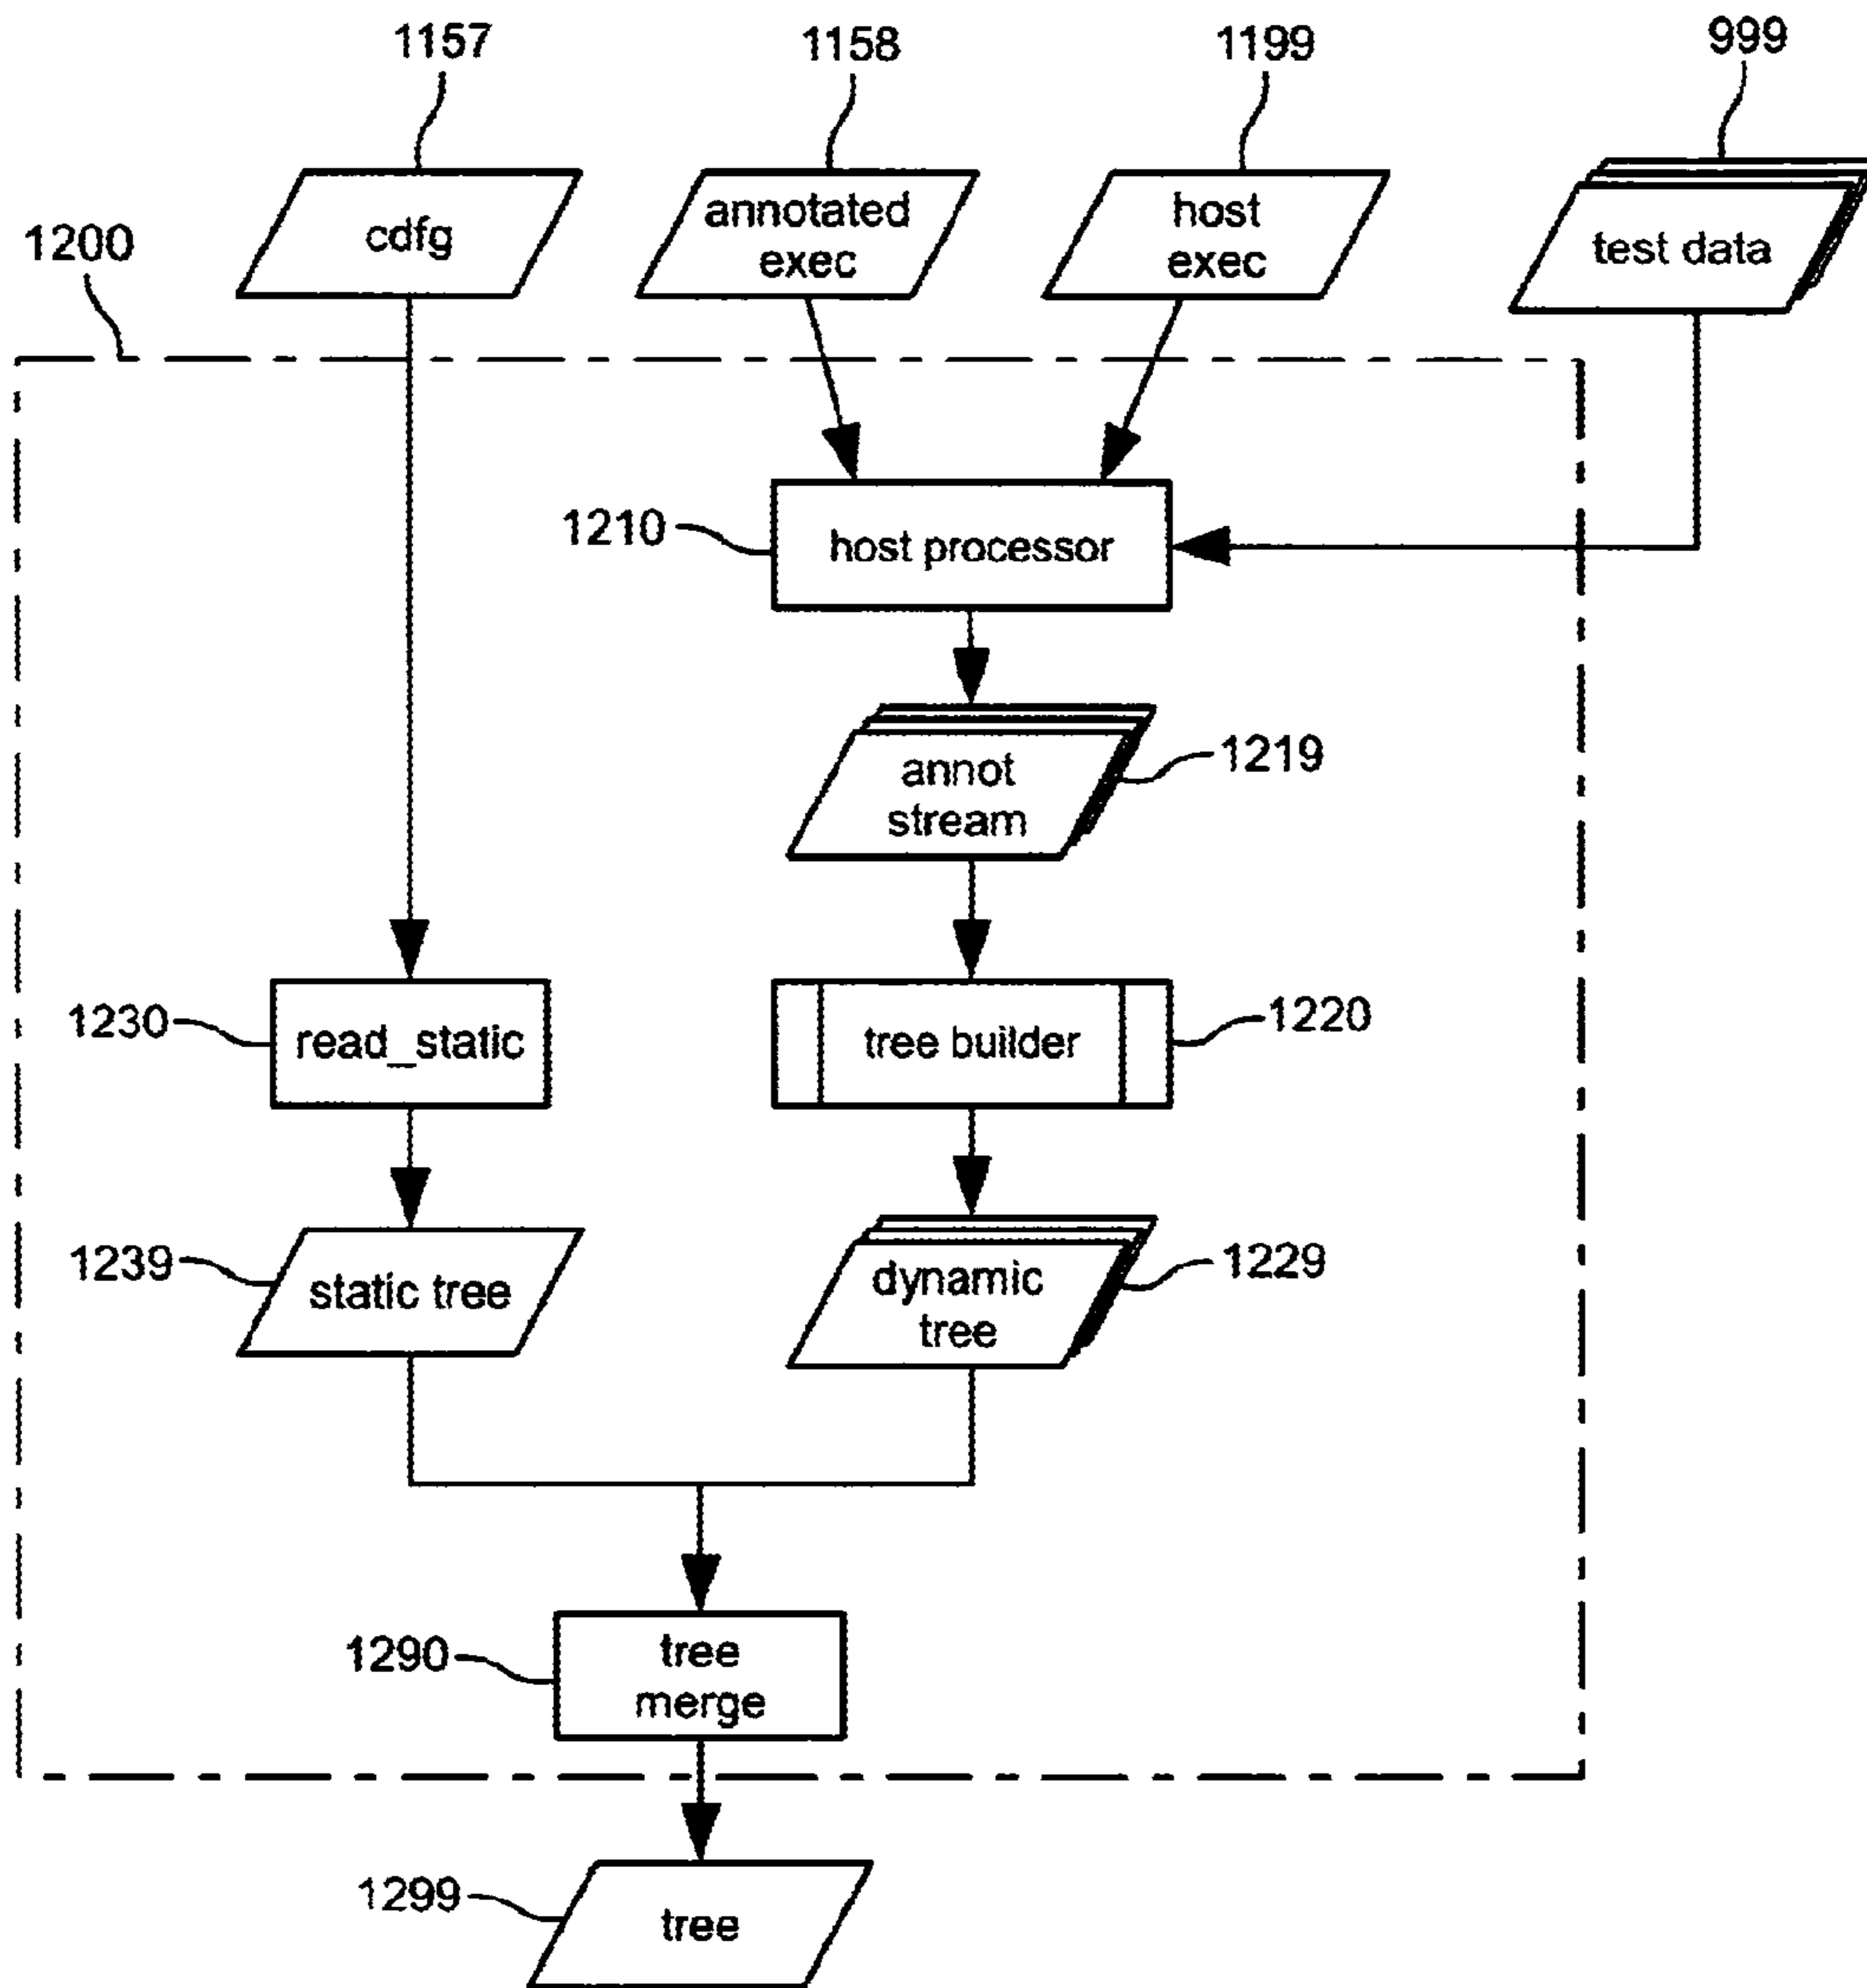 1157
1158
1199
999
1200
cdfg
annotated
exec
host
exec
test data
1210
host processor
annot
stream
1219
1230
read_static
tree builder
1220
1239
static tree
dynamic
tree
1229
1290
tree
merge
1299
tree